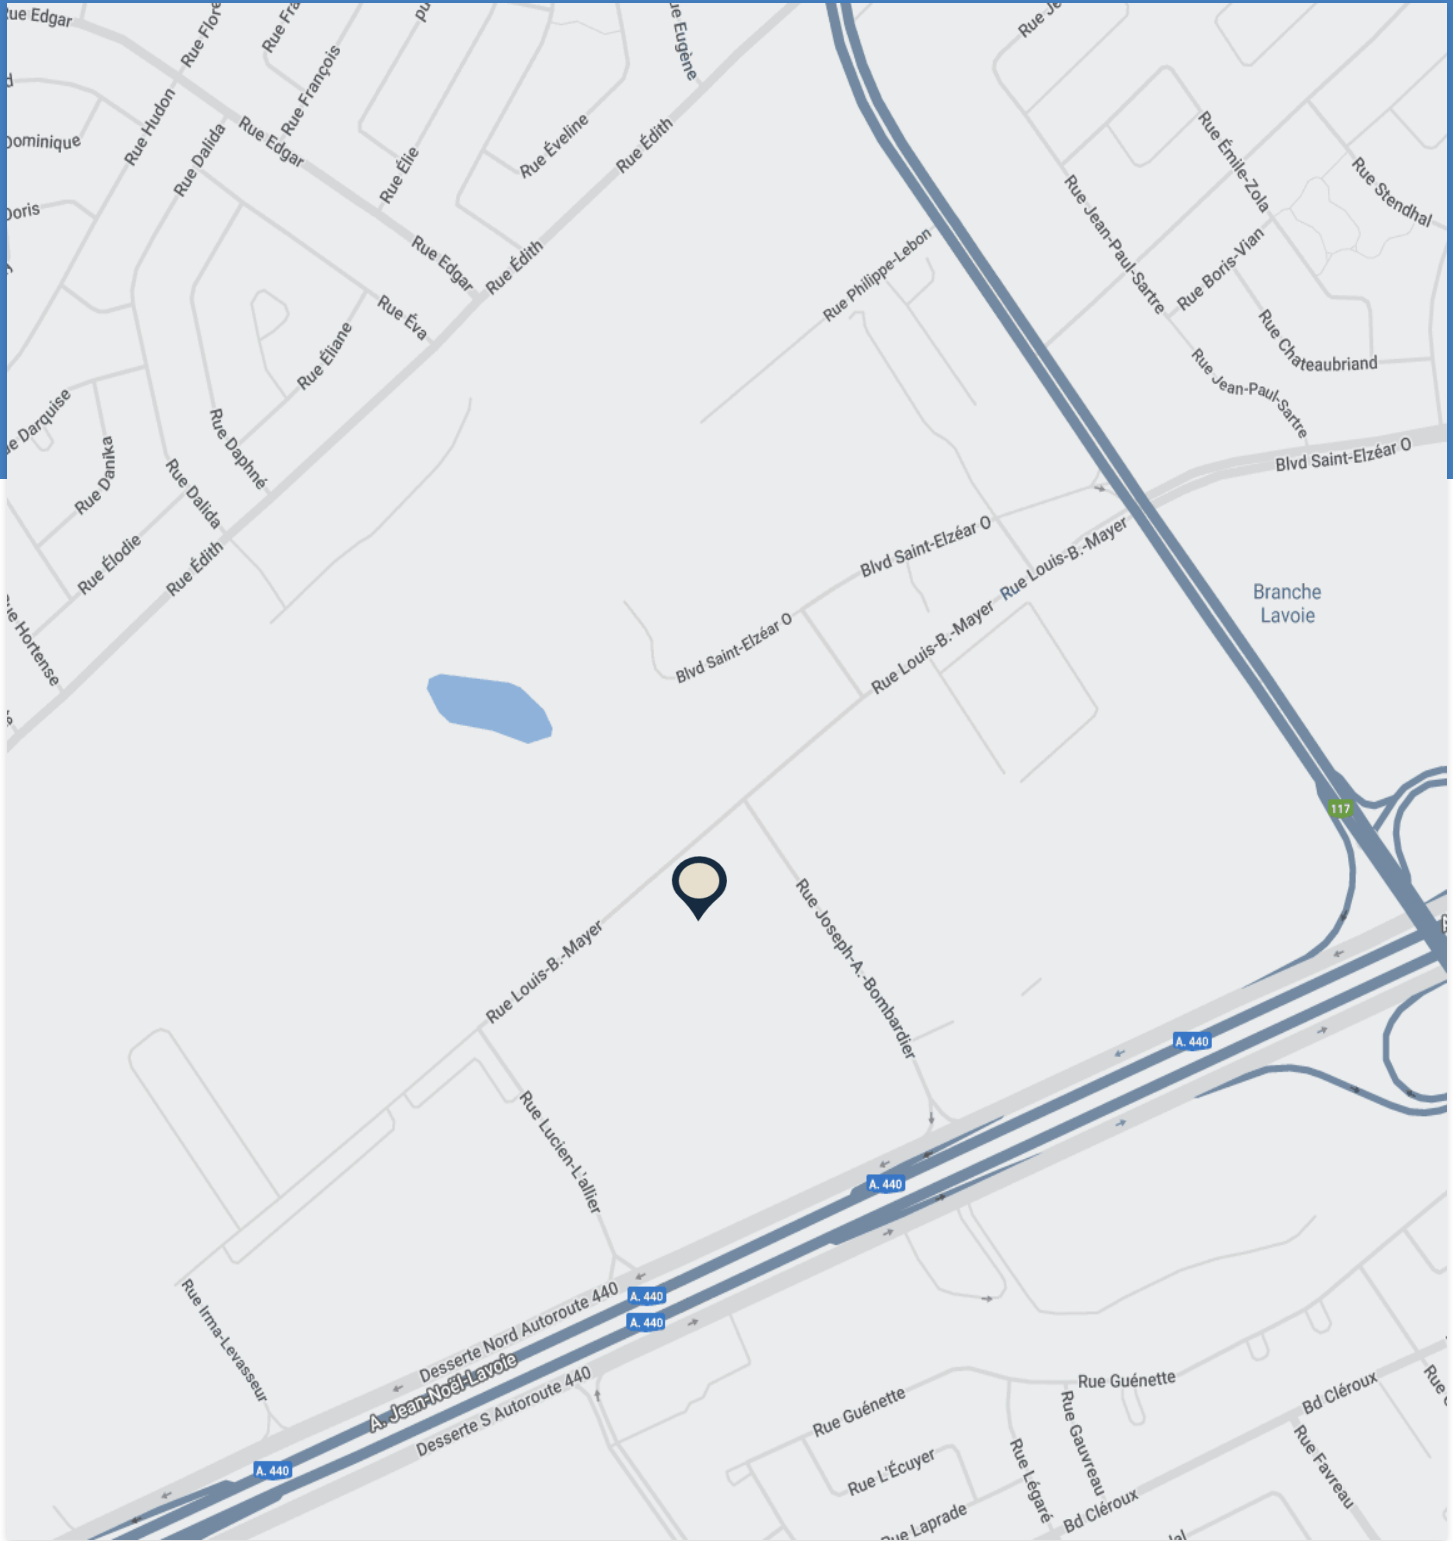 Rue Edgar
Rue Flore
Rue Fra
Rue François
Rue Eugène
Rue Hudon
Rue Dalida
Rue Edgar
Dominique
Rue Élie
Rue Éveline
Rue Édith
Rue Émile-Zola
Rue Stendhal
Rue Jean-Paul-Sartre
Rue Boris-Vian
Doris
Rue Edgar
Rue Édith
Rue Philippe-Lebon
Rue Éva
Rue Éliane
Rue Chateaubriand
Rue Jean-Paul-Sartre
Rue Darquise
Rue Danika
Rue Daphné
Rue Dalida
Blvd Saint-Elzéar O
Rue Élodie
Rue Édith
Blvd Saint-Elzéar O
Rue Louis-B.-Mayer
Branche
Lavoie
Rue Hortense
Blvd Saint-Elzéar O
Rue Louis-B.-Mayer
117
Rue Louis-B.-Mayer
Rue Joseph-A.-Bombardier
A. 440
Rue Lucien-L'allier
A. 440
Rue Irma-Levasseur
A. 440
Desserte Nord Autoroute 440
A. 440
A. Jean-Noël-Lavoie
Desserte S Autoroute 440
A. 440
Rue Guénette
Rue Guénette
Bd Cléroux
Rue Gauvreau
Rue Légaré
Rue L'Écuyer
Rue Favreau
Rue Laprade
Bd Cléroux